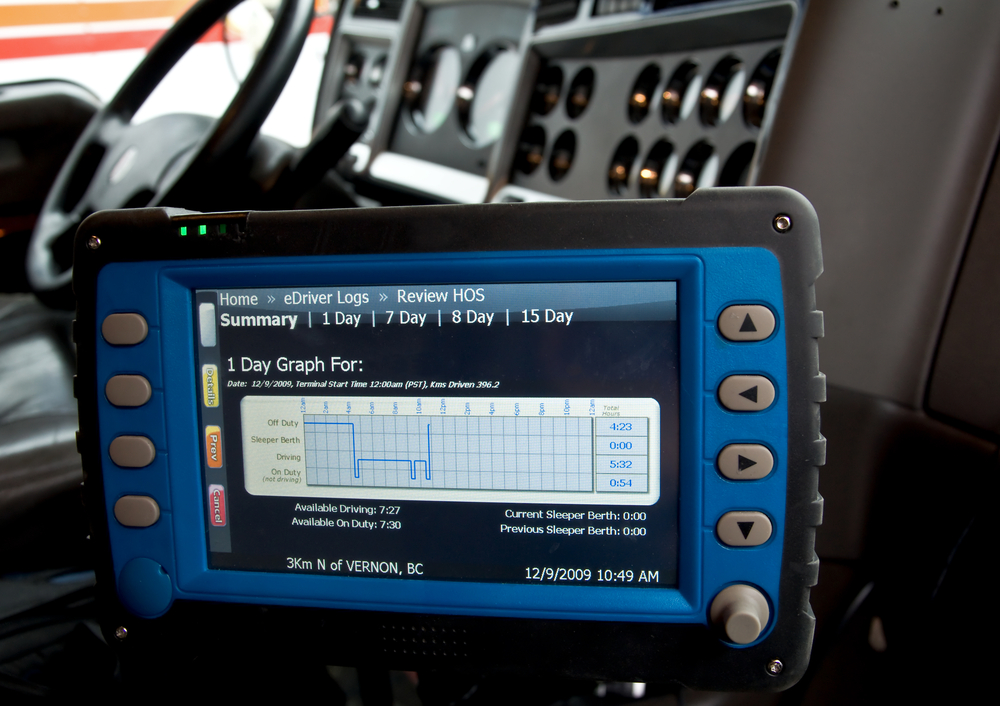 Home » eDriver Logs » Review HOS
Summary | 1 Day | 7 Day | 8 Day | 15 Day
1 Day Graph For:
Date: 12/9/2009, Terminal Start Time 12:00am (PST), Kms Driven 396.2
12am 2am 4am 6am 8am 10am 12pm 2pm 4pm 6pm 8pm 10pm 12am Total Hours
Off Duty 4:23
Sleeper Berth 0:00
Driving 5:32
On Duty 0:54
(not driving)
Details
Prev
Cancel
Available Driving: 7:27
Available On Duty: 7:30
Current Sleeper Berth: 0:00
Previous Sleeper Berth: 0:00
3Km N of VERNON, BC
12/9/2009 10:49 AM